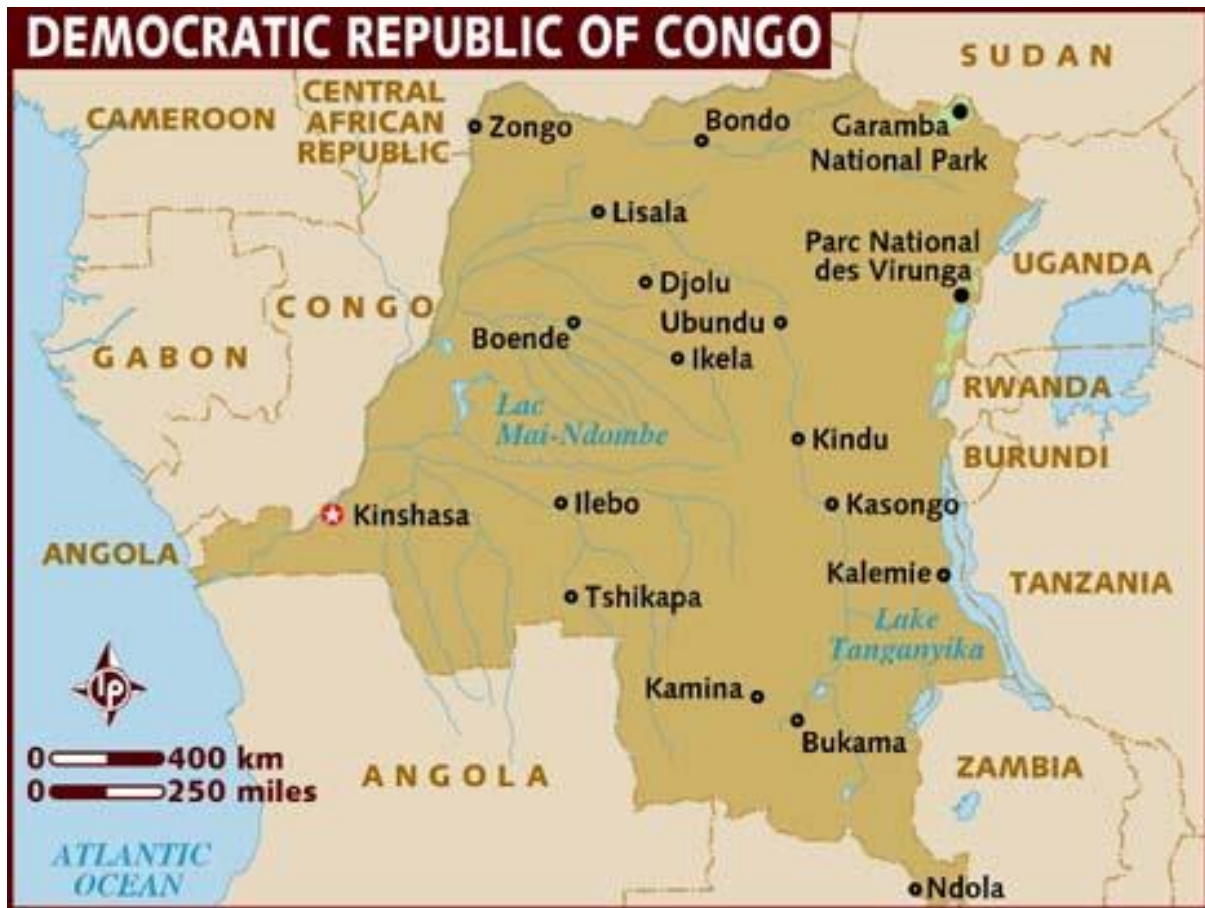 DEMOCRATIC REPUBLIC OF CONGO
SUDAN
CAMEROON
CENTRAL
AFRICAN
REPUBLIC
Zongo
Bondo
Garamba
National Park
Lisala
Parc National
des Virunga
UGANDA
CONGO
Djolu
Ubundu
Boende
Ikela
GABON
RWANDA
Lac
Mai-Ndombe
Kindu
BURUNDI
Kinshasa
Ilebo
Kasongo
ANGOLA
Kalemie
TANZANIA
Tshikapa
Lake
Tanganyika
LP
Kamina
Bukama
0 400 km
0 250 miles
ANGOLA
ZAMBIA
ATLANTIC
OCEAN
Ndola